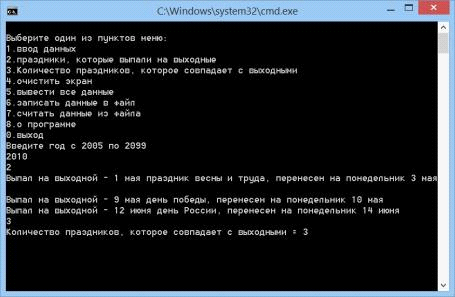 C:\Windows\system32\cmd.exe
Выберите один из пунктов меню:
1.ввод данных
2.праздники, которые выпали на выходные
3.Количество праздников, которое совпадает с выходными
4.очистить экран
5.вывести все данные
6.записать данные в файл
7.считать данные из файла
8.о програмне
0.выход
Введите год с 2005 по 2099
2010
2
Выпал на выходной - 1 мая праздник весны и труда, перенесен на понедельник 3 мая
Выпал на выходной - 9 мая день победы, перенесен на понедельник 10 мая
Выпал на выходной - 12 июня день России, перенесен на понедельник 14 июня
3
Количество праздников, которое совпадает с выходными = 3